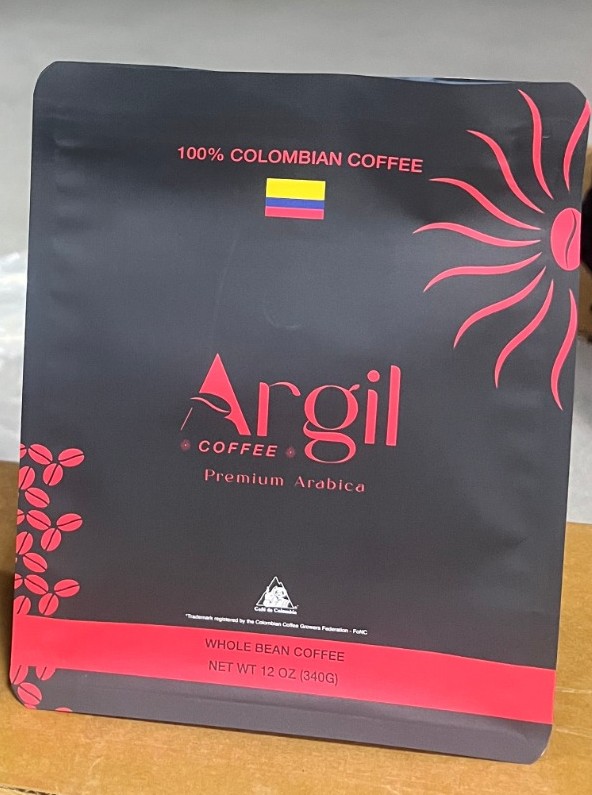 100% COLOMBIAN COFFEE
Argil
COFFEE
Premium Arabica
Café de Colombia
*Trademark registered by the Colombian Coffee Growers Federation - FoNC
WHOLE BEAN COFFEE
NET WT 12 OZ (340G)